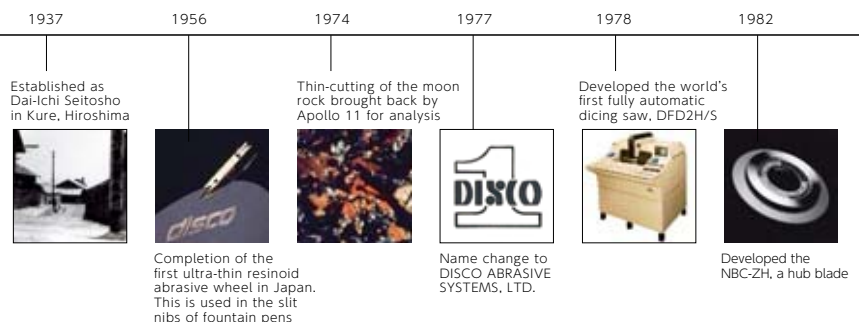 1937
1956
1974
1977
1978
1982
Established as
Dai-Ichi Seitosho
in Kure, Hiroshima
Thin-cutting of the moon
rock brought back by
Apollo 11 for analysis
Developed the world's
first fully automatic
dicing saw, DFD2H/S
disco
1
DISCO
Completion of the
first ultra-thin resinoid
abrasive wheel in Japan.
This is used in the slit
nibs of fountain pens
Name change to
DISCO ABRASIVE
SYSTEMS, LTD.
Developed the
NBC-ZH, a hub blade